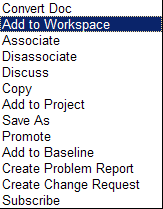 Convert Doc
Add to Workspace
Associate
Disassociate
Discuss
Copy
Add to Project
Save As
Promote
Add to Baseline
Create Problem Report
Create Change Request
Subscribe